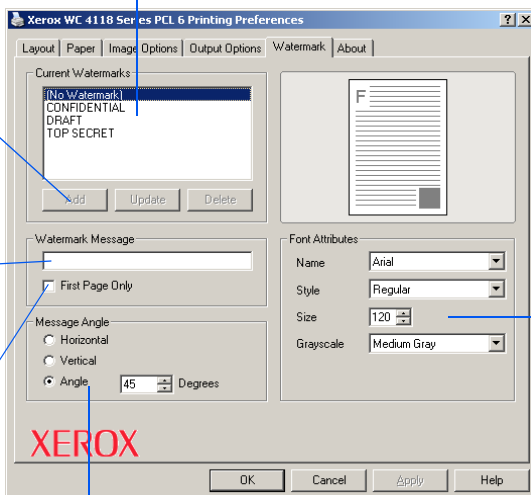 Xerox WC 4118 Series PCL 6 Printing Preferences
Layout Paper Image Options Output Options Watermark About
Current Watermarks
(No Watermark)
CONFIDENTIAL
DRAFT
TOP SECRET
Add Update Delete
F
Watermark Message
First Page Only
Message Angle
Horizontal
Vertical
Angle 45 Degrees
Font Attributes
Name Arial
Style Regular
Size 120
Grayscale Medium Gray
XEROX
OK Cancel Apply Help